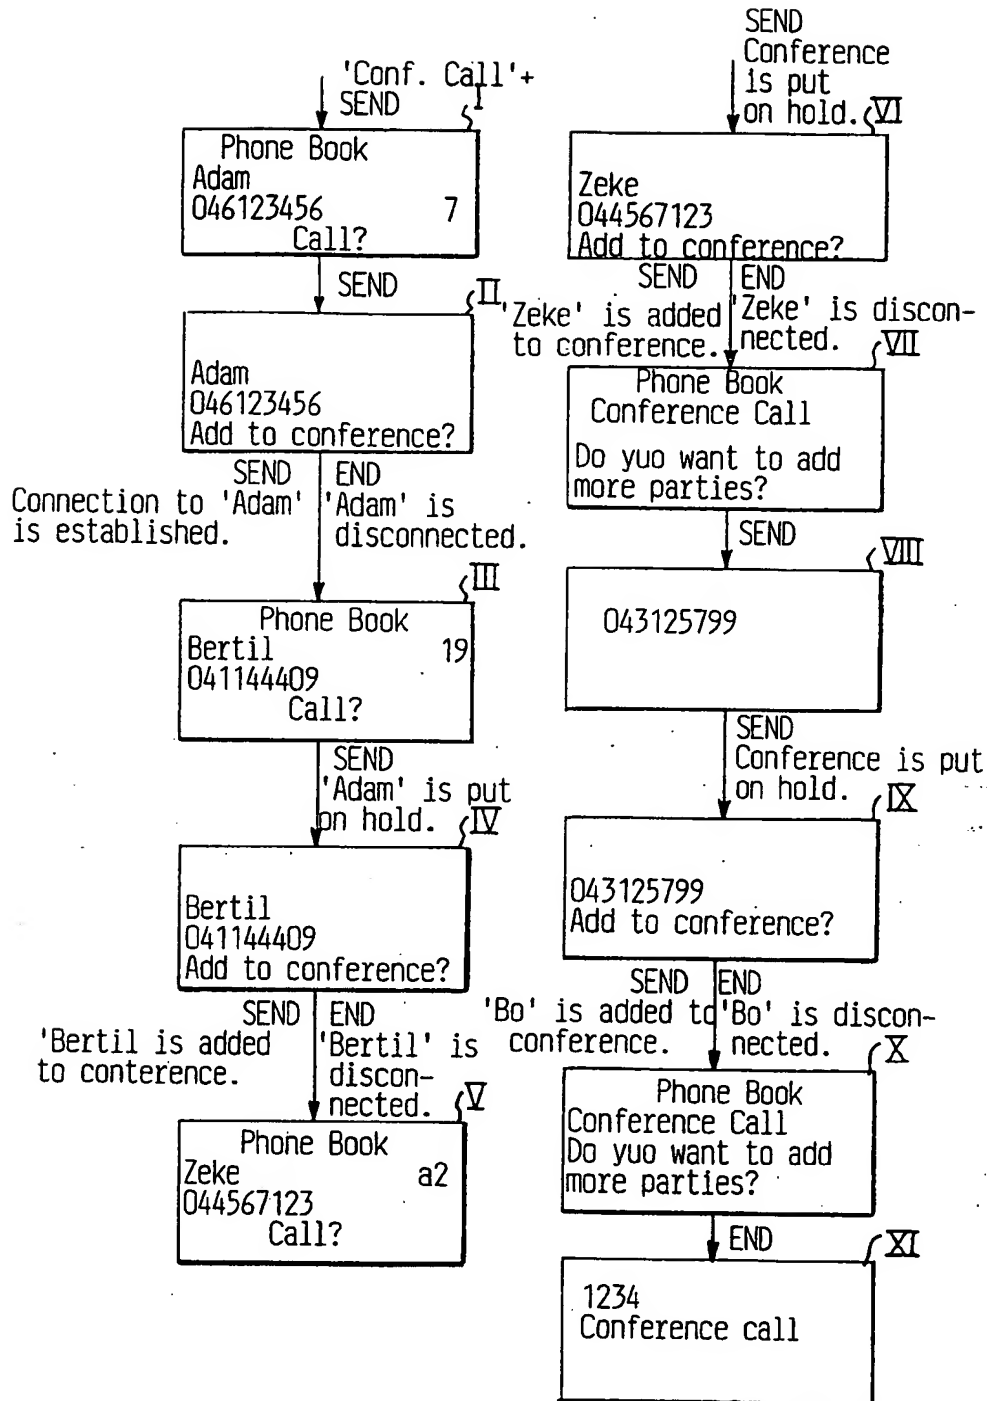 'Conf. Call'+
SEND
I
Phone Book
Adam
046123456 7
Call?
SEND
II
Adam
046123456
Add to conference?
SEND END
Connection to 'Adam' 'Adam' is
is established. disconnected.
III
Phone Book
Bertil 19
041144409
Call?
SEND
'Adam' is put
on hold. IV
Bertil
041144409
Add to conference?
SEND END
'Bertil is added 'Bertil' is
to conterence. discon-
nected. V
Phone Book
Zeke a2
044567123
Call?
SEND
Conference
is put
on hold. VI
Zeke
044567123
Add to conference?
SEND END
'Zeke' is added 'Zeke' is discon-
to conference. nected. VII
Phone Book
Conference Call
Do yuo want to add
more parties?
SEND
VIII
043125799
SEND
Conference is put
on hold. IX
043125799
Add to conference?
SEND END
'Bo' is added to 'Bo' is discon-
conference. nected. X
Phone Book
Conference Call
Do yuo want to add
more parties?
END
XI
1234
Conference call